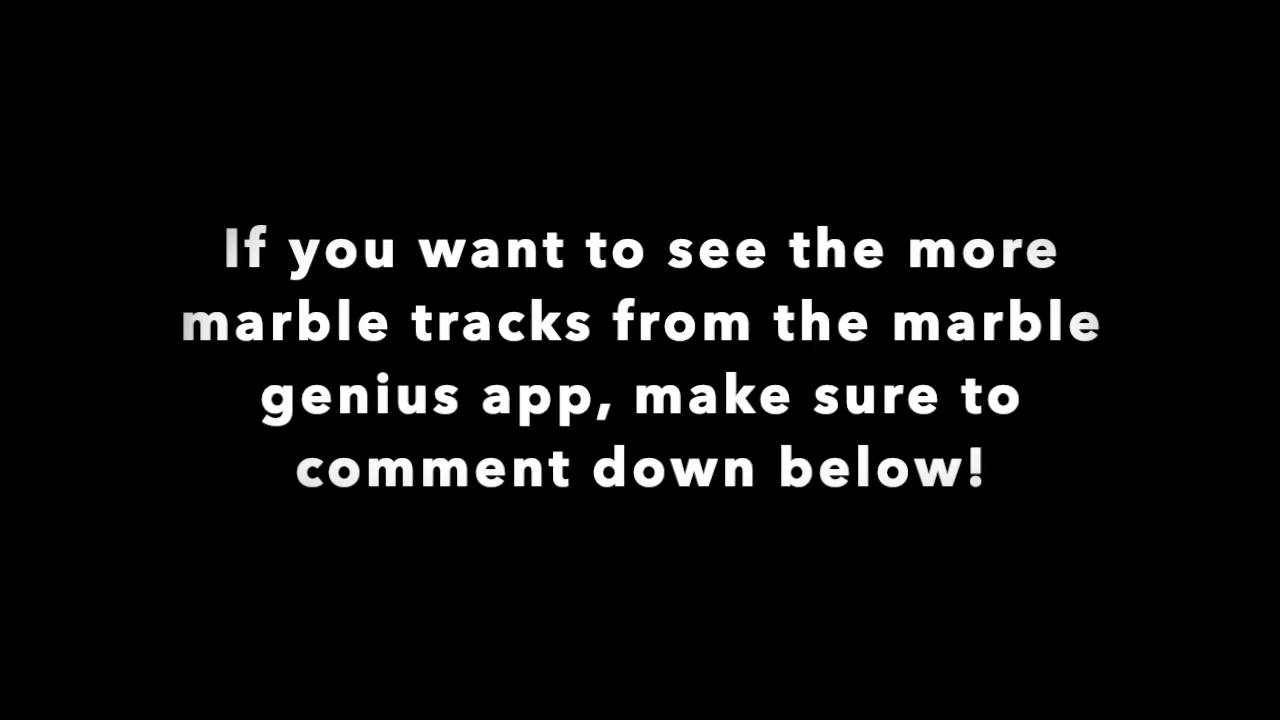 If you want to see the more
marble tracks from the marble
genius app, make sure to
comment down below!